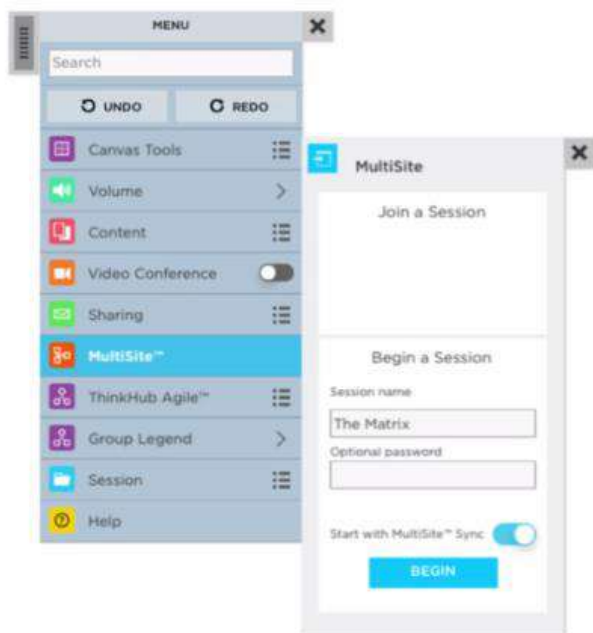 MENU
Search
UNDO
REDO
Canvas Tools
Volume
Content
Video Conference
Sharing
MultiSite™
ThinkHub Agile™
Group Legend
Session
Help
MultiSite
Join a Session
Begin a Session
Session name
The Matrix
Optional password
Start with MultiSite™ Sync
BEGIN